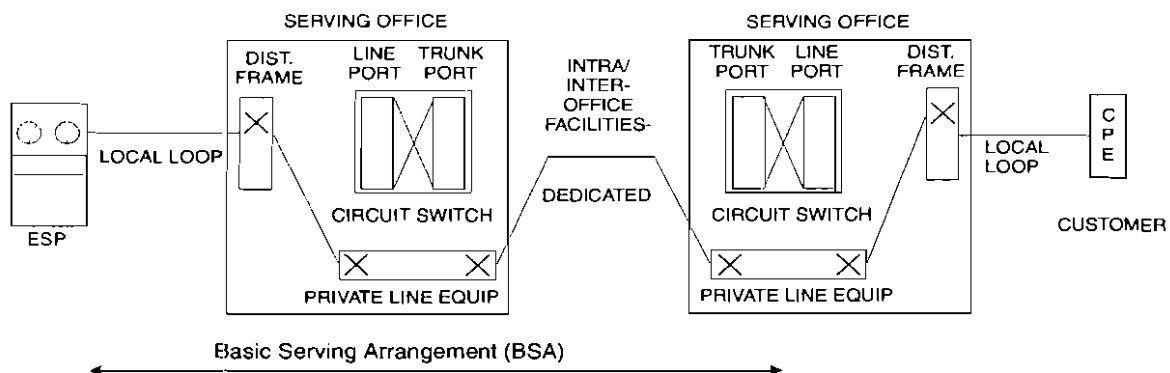 SERVING OFFICE
DIST.
FRAME
LINE
PORT
TRUNK
PORT
CIRCUIT SWITCH
PRIVATE LINE EQUIP
ESP
LOCAL LOOP
INTRA/
INTER-
OFFICE
FACILITIES-
DEDICATED
SERVING OFFICE
TRUNK
PORT
LINE
PORT
DIST.
FRAME
CIRCUIT SWITCH
PRIVATE LINE EQUIP
LOCAL
LOOP
CPE
CUSTOMER
Basic Serving Arrangement (BSA)